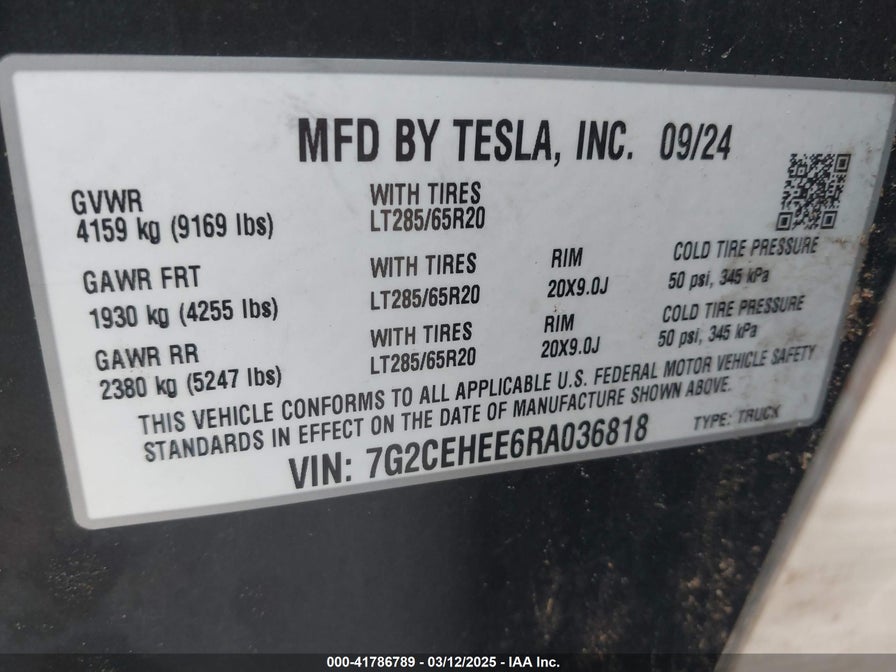 MFD BY TESLA, INC. 09/24
GVWR
4159 kg (9169 lbs)
WITH TIRES
LT285/65R20
GAWR FRT
1930 kg (4255 lbs)
WITH TIRES
LT285/65R20
RIM
20X9.0J
COLD TIRE PRESSURE
50 psi, 345 kPa
GAWR RR
2380 kg (5247 lbs)
WITH TIRES
LT285/65R20
RIM
20X9.0J
COLD TIRE PRESSURE
50 psi, 345 kPa
THIS VEHICLE CONFORMS TO ALL APPLICABLE U.S. FEDERAL MOTOR VEHICLE SAFETY
STANDARDS IN EFFECT ON THE DATE OF MANUFACTURE SHOWN ABOVE.
VIN: 7G2CEHEE6RA036818
TYPE: TRUCK
000-41786789 - 03/12/2025 - IAA Inc.